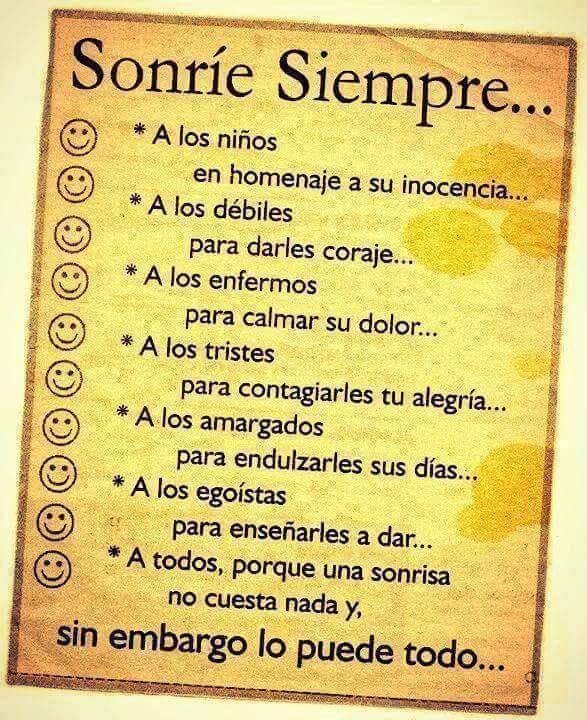 Sonríe Siempre...
* A los niños
en homenaje a su inocencia...
* A los débiles
para darles coraje...
* A los enfermos
para calmar su dolor...
* A los tristes
para contagiarles tu alegría...
* A los amargados
para endulzarles sus días...
* A los egoístas
para enseñarles a dar...
* A todos, porque una sonrisa
no cuesta nada y,
sin embargo lo puede todo...